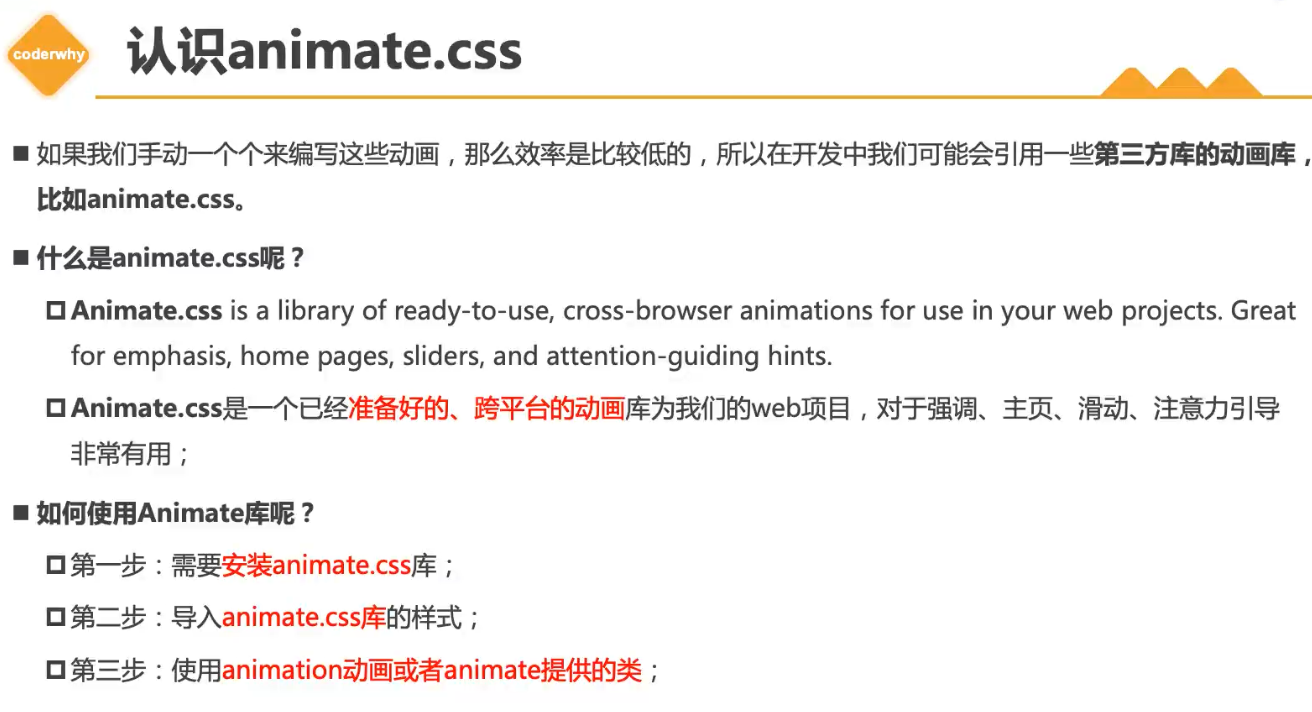 coderwhy
认识animate.css
如果我们手动一个个来编写这些动画，那么效率是比较低的，所以在开发中我们可能会引用一些第三方库的动画库，
比如animate.css。
什么是animate.css呢？
Animate.css is a library of ready-to-use, cross-browser animations for use in your web projects. Great
for emphasis, home pages, sliders, and attention-guiding hints.
Animate.css是一个已经准备好的、跨平台的动画库为我们的web项目，对于强调、主页、滑动、注意力引导
非常有用；
如何使用Animate库呢？
第一步：需要安装animate.css库；
第二步：导入animate.css库的样式；
第三步：使用animation动画或者animate提供的类；